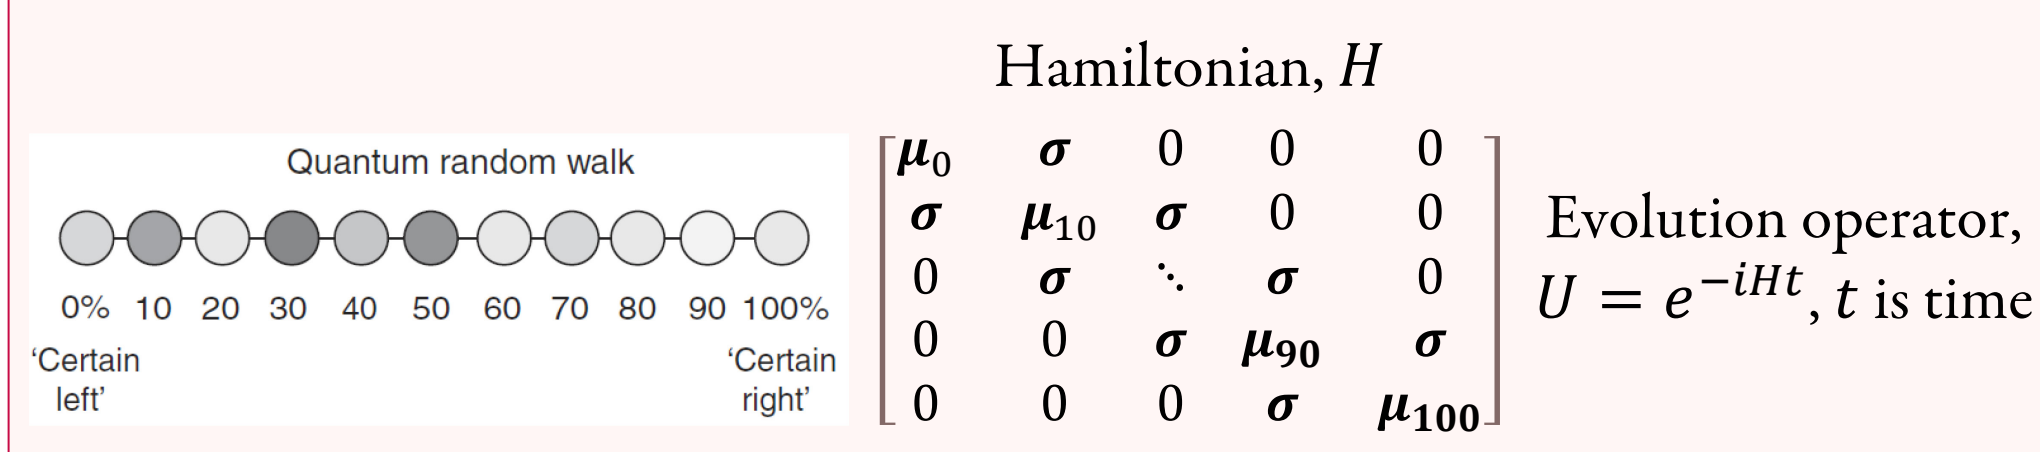 Hamiltonian, H
Quantum random walk
0% 10 20 30 40 50 60 70 80 90 100%
‘Certain left’
‘Certain right’
μ₀ σ 0 0 0
σ μ₁₀ σ 0 0
0 σ ⋱ σ 0
0 0 σ μ₉₀ σ
0 0 0 σ μ₁₀₀
Evolution operator,
U = e^{−iHt}, t is time